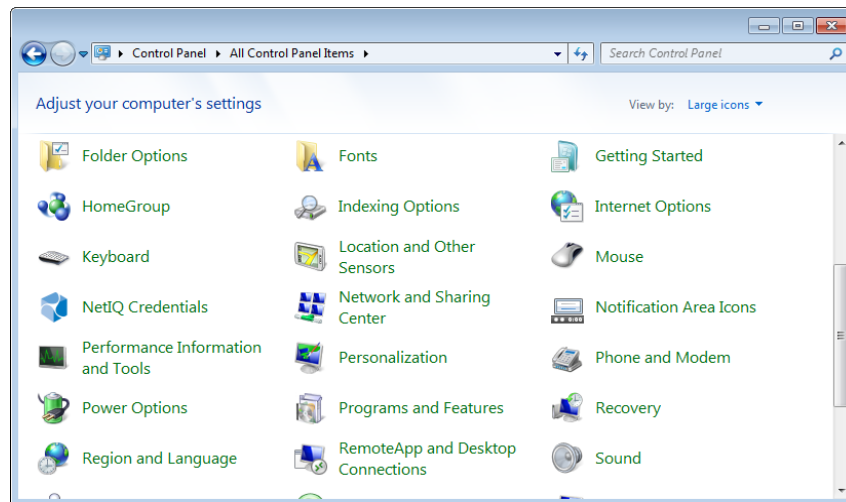 Control Panel All Control Panel Items Search Control Panel
Adjust your computer's settings View by: Large icons
Folder Options Fonts Getting Started
HomeGroup Indexing Options Internet Options
Keyboard Location and Other Sensors Mouse
NetIQ Credentials Network and Sharing Center Notification Area Icons
Performance Information and Tools Personalization Phone and Modem
Power Options Programs and Features Recovery
Region and Language RemoteApp and Desktop Connections Sound